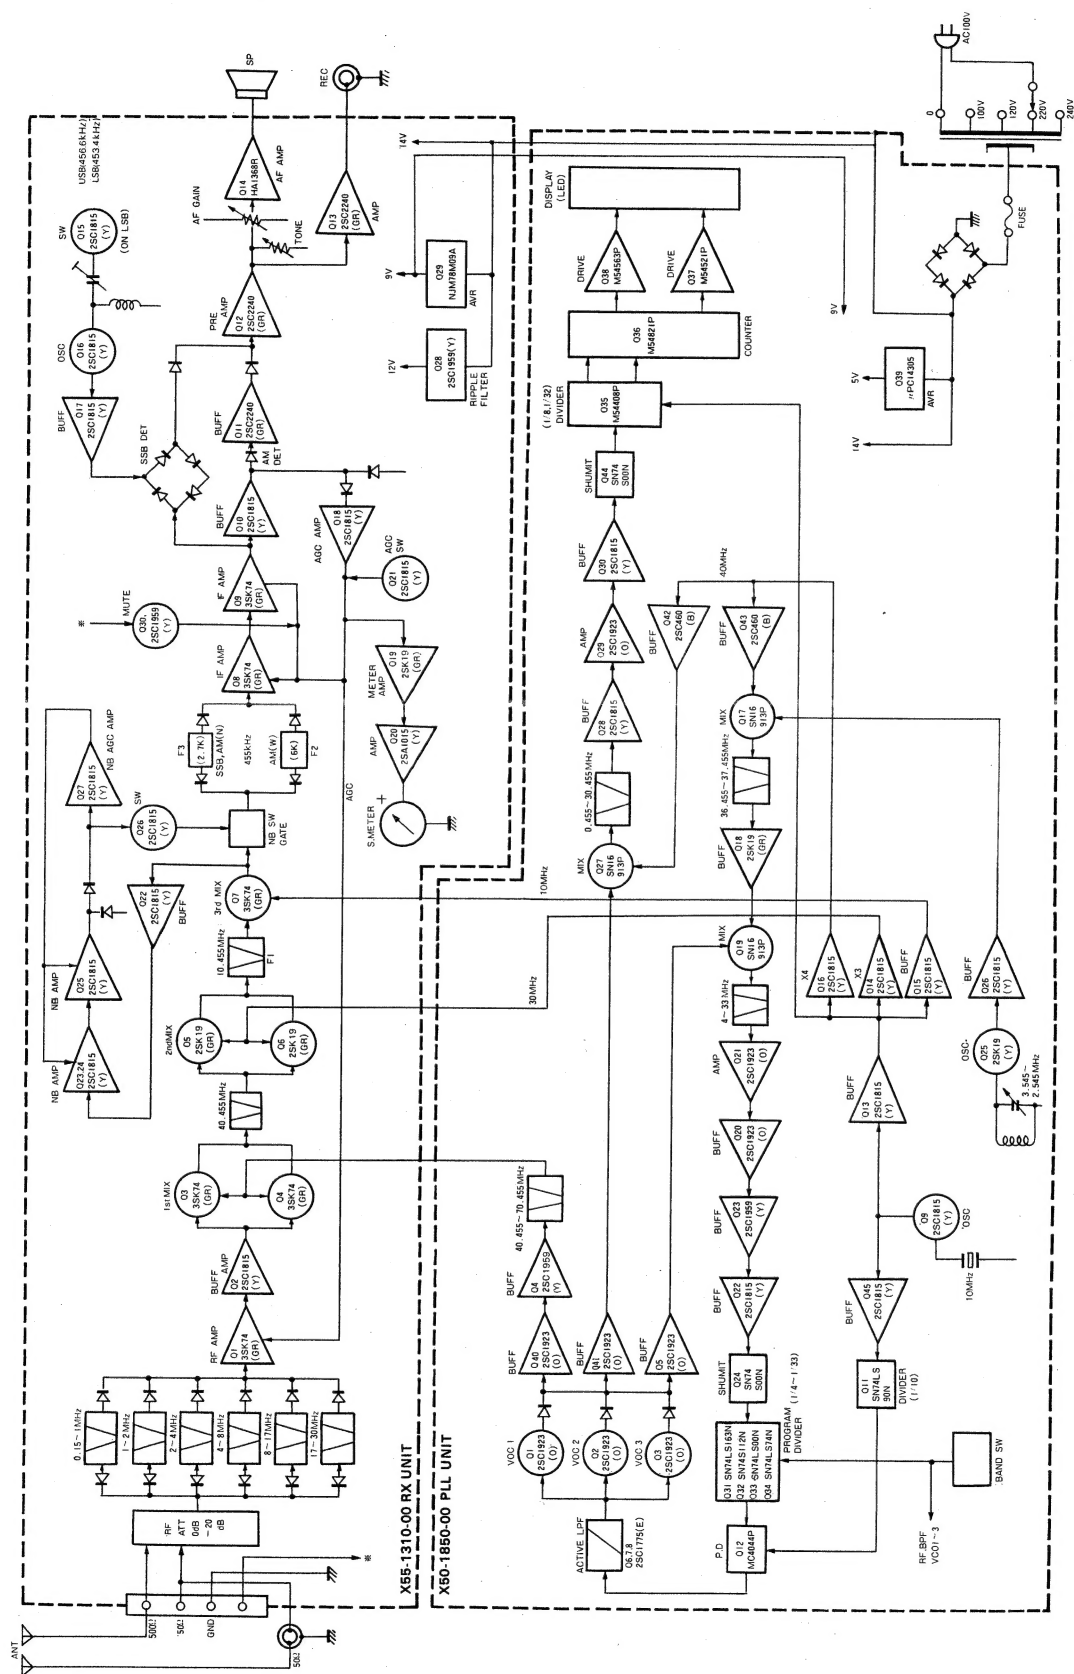 ANT
500Ω
50Ω
GND
50Ω
※
RF
ATT
0dB
~-20
dB
0.15~1MHz
1~2MHz
2~4MHz
4~8MHz
8~17MHz
17~30MHz
RF AMP
Q1
3SK74
(GR)
BUFF
AMP
Q2
2SC1815
(Y)
1st MIX
Q3
3SK74
(GR)
Q4
3SK74
(GR)
40.455MHz
2nd MIX
Q5
2SK19
(GR)
Q6
2SK19
(GR)
10.455MHz
F1
3rd MIX
Q7
3SK74
(GR)
NB SW
GATE
NB AMP
Q23,24
2SC1815
(Y)
NB AMP
Q25
2SC1815
(Y)
Q22
2SC1815
(Y)
BUFF
Q27
2SC1815
(Y)
NB AGC AMP
SW
Q26
2SC1815
(Y)
F3
(2.7K)
SSB,AM(N)
455kHz
AM(W)
(6K)
F2
※
MUTE
Q30,
2SC1959
(Y)
IF AMP
Q8
3SK74
(GR)
IF AMP
Q9
3SK74
(GR)
BUFF
Q10
2SC1815
(Y)
AM
DET
BUFF
Q11
2SC2240
(GR)
SSB DET
BUFF
Q17
2SC1815
(Y)
OSC
Q16
2SC1815
(Y)
SW
Q15
2SC1815
(Y)
(ON LSB)
USB(456.6kHz)
LSB(453.4kHz)
PRE
AMP
Q12
2SC2240
(GR)
TONE
AF GAIN
Q14
HA1368R
AF AMP
SP
Q13
2SC2240
(GR)
AMP
REC
AGC AMP
Q18
2SC1815
(Y)
AGC
SW
Q21
2SC1815
(Y)
AGC
METER
AMP
Q19
2SK19
(GR)
AMP
Q20
2SA1015
(Y)
S.METER
+
12V
Q28
2SC1959(Y)
RIPPLE
FILTER
9V
Q29
NJM78M09A
AVR
14V
X55-1310-00 RX UNIT
X50-1850-00 PLL UNIT
ACTIVE LPF
Q6.7.8
2SC1775(E)
VOC 1
Q1
2SC1923
(O)
VOC 2
Q2
2SC1923
(O)
VOC 3
Q3
2SC1923
(O)
BUFF
Q40
2SC1923
(O)
BUFF
Q4
2SC1959
(Y)
40.455~70.455MHz
BUFF
Q41
2SC1923
(O)
BUFF
Q5
2SC1923
(O)
30MHz
10MHz
MIX
Q27
SN16
913P
0.455~30.455MHz
BUFF
Q28
2SC1815
(Y)
AMP
Q29
2SC1923
(O)
BUFF
Q30
2SC1815
(Y)
SHUMIT
Q44
SN74
S00N
(1/8,1/32)
DIVIDER
Q35
M54408P
Q36
M54821P
COUNTER
DRIVE
Q38
M54563P
DRIVE
Q37
M54521P
DISPLAY
(LED)
Q42
2SC460
(B)
BUFF
40MHz
BUFF
Q43
2SC460
(B)
MIX
Q17
SN16
913P
36.455~37.455MHz
BUFF
Q18
2SK19
(GR)
MIX
Q19
SN16
913P
4~33MHz
AMP
Q21
2SC1923
(O)
BUFF
Q20
2SC1923
(O)
BUFF
Q23
2SC1959
(Y)
BUFF
Q22
2SC1815
(Y)
SHUMIT
Q24
SN74
S00N
Q31 SN74LS163N
Q32 SN74S112N
Q33 SN74LS00N
Q34 SN74LS74N
PROGRAM
DIVIDER
(1/4~1/33)
P.D
Q12
MC4044P
Q11
SN74LS
90N
DIVIDER
(1/10)
BUFF
Q45
2SC1815
(Y)
Q9
2SC1815
(Y)
OSC
10MHz
BUFF
Q13
2SC1815
(Y)
X4
Q16
2SC1815
(Y)
X3
Q14
2SC1815
(Y)
BUFF
Q15
2SC1815
(Y)
BUFF
Q26
2SC1815
(Y)
OSC
Q25
2SK19
(Y)
3.545~
2.545MHz
RF.BPF
VCO1~3
BAND SW
14V
5V
Q39
μPC14305
AVR
9V
FUSE
0
100V
120V
220V
240V
AC100V